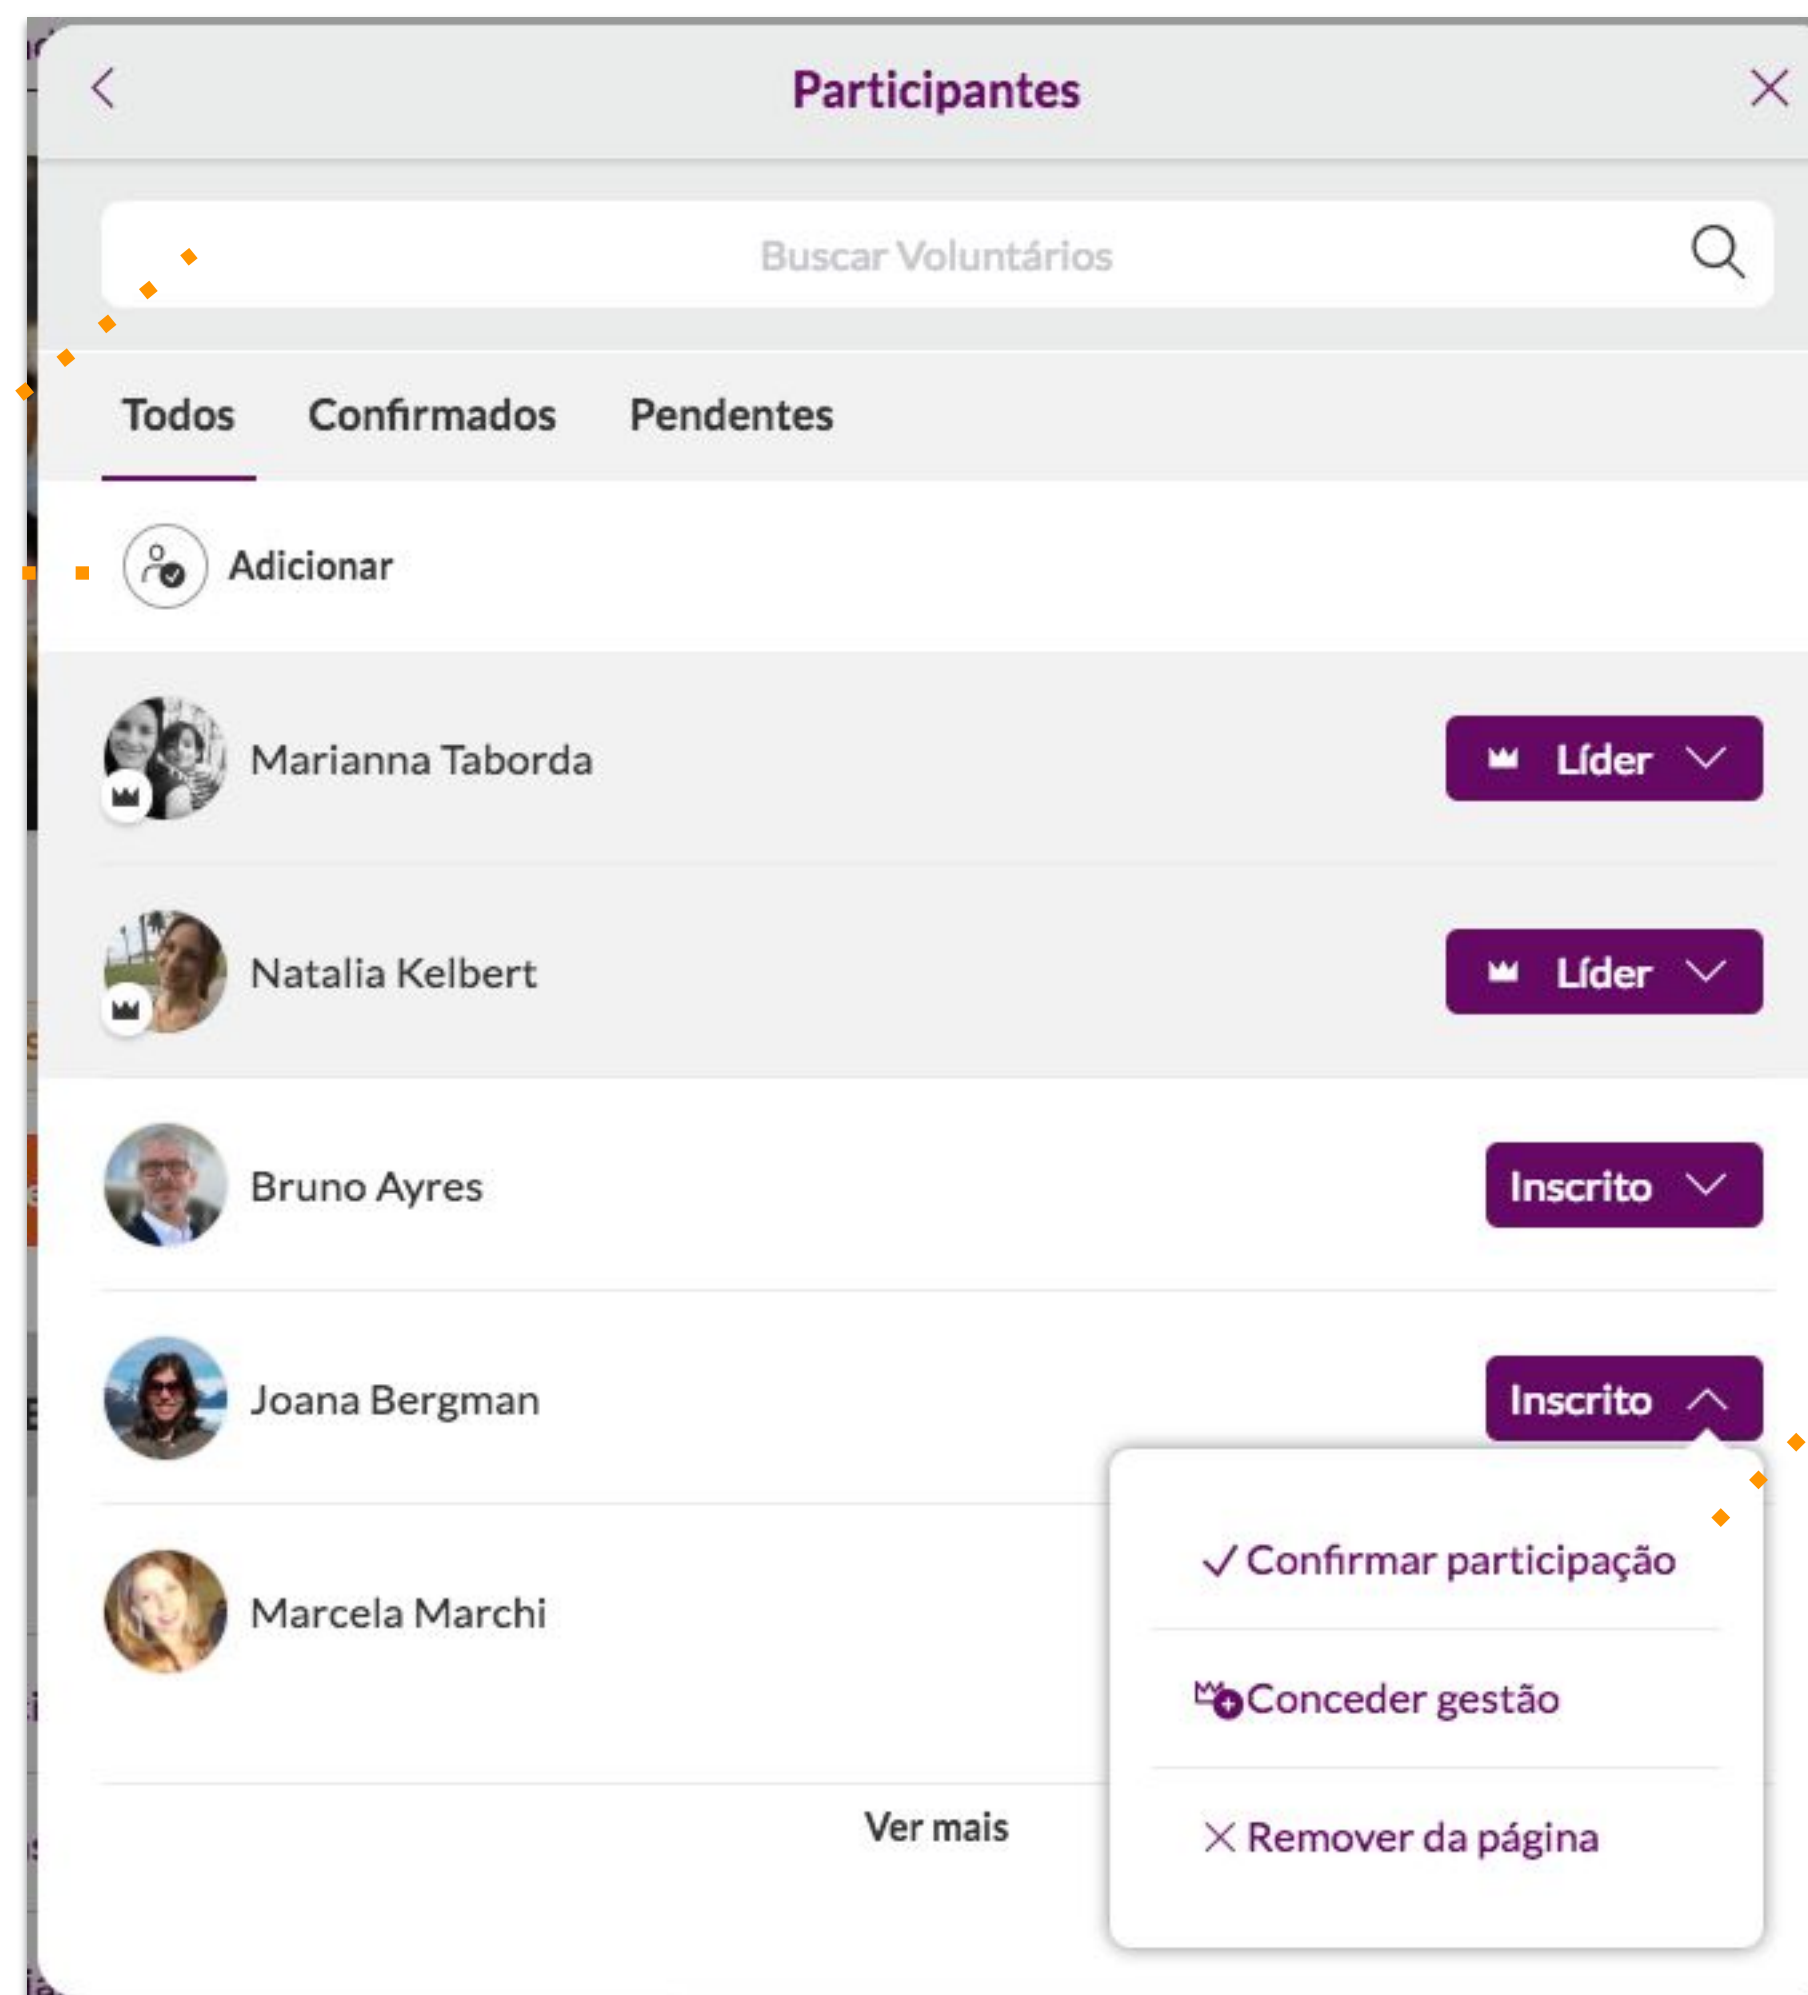 Participantes
Buscar Voluntários
Todos Confirmados Pendentes
Adicionar
Marianna Taborda Líder
Natalia Kelbert Líder
Bruno Ayres Inscrito
Joana Bergman Inscrito
Confirmar participação
Marcela Marchi
Conceder gestão
Ver mais
Remover da página